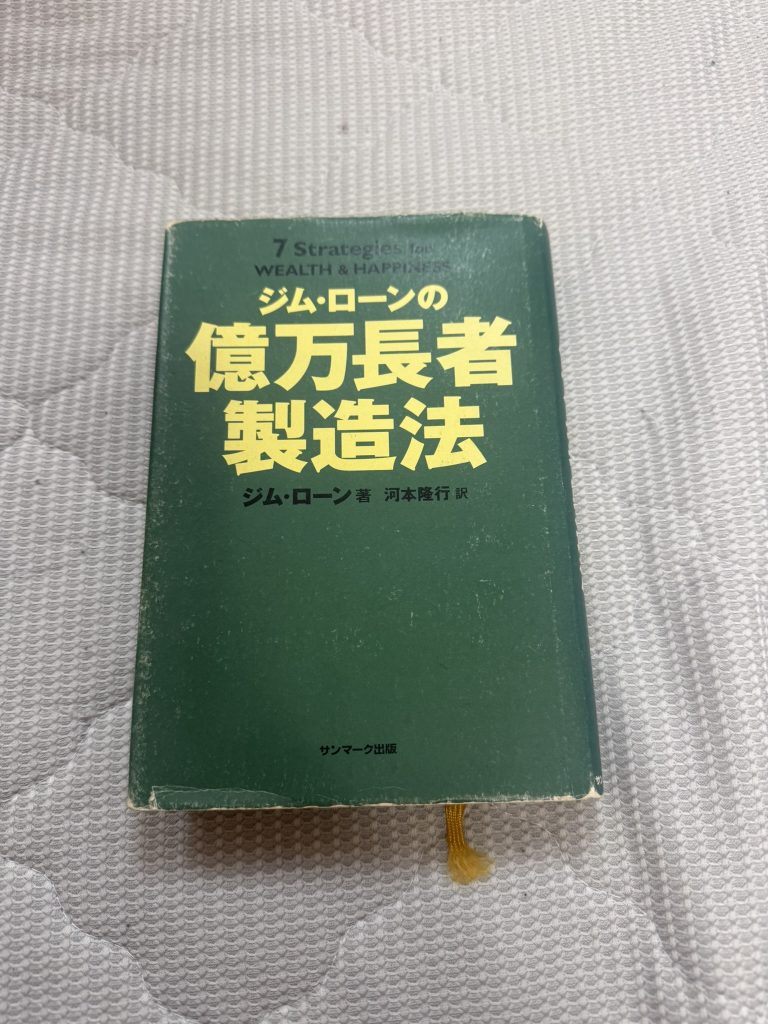 7 Strategies for
WEALTH & HAPPINESS
ジム・ローンの
億万長者
製造法
ジム・ローン 著 河本隆行 訳
サンマーク出版